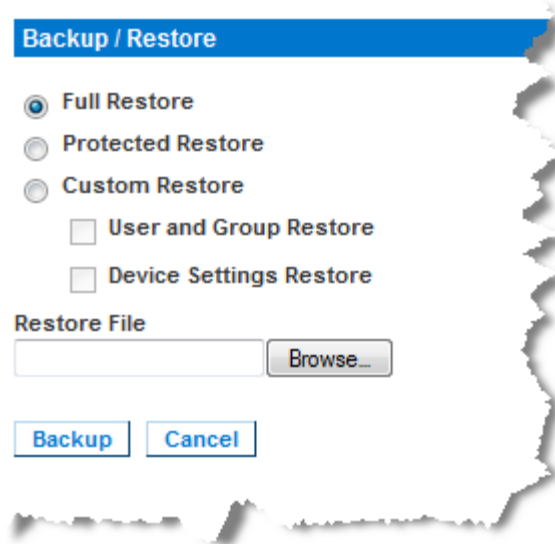 Backup / Restore
Full Restore
Protected Restore
Custom Restore
User and Group Restore
Device Settings Restore
Restore File
Browse...
Backup
Cancel